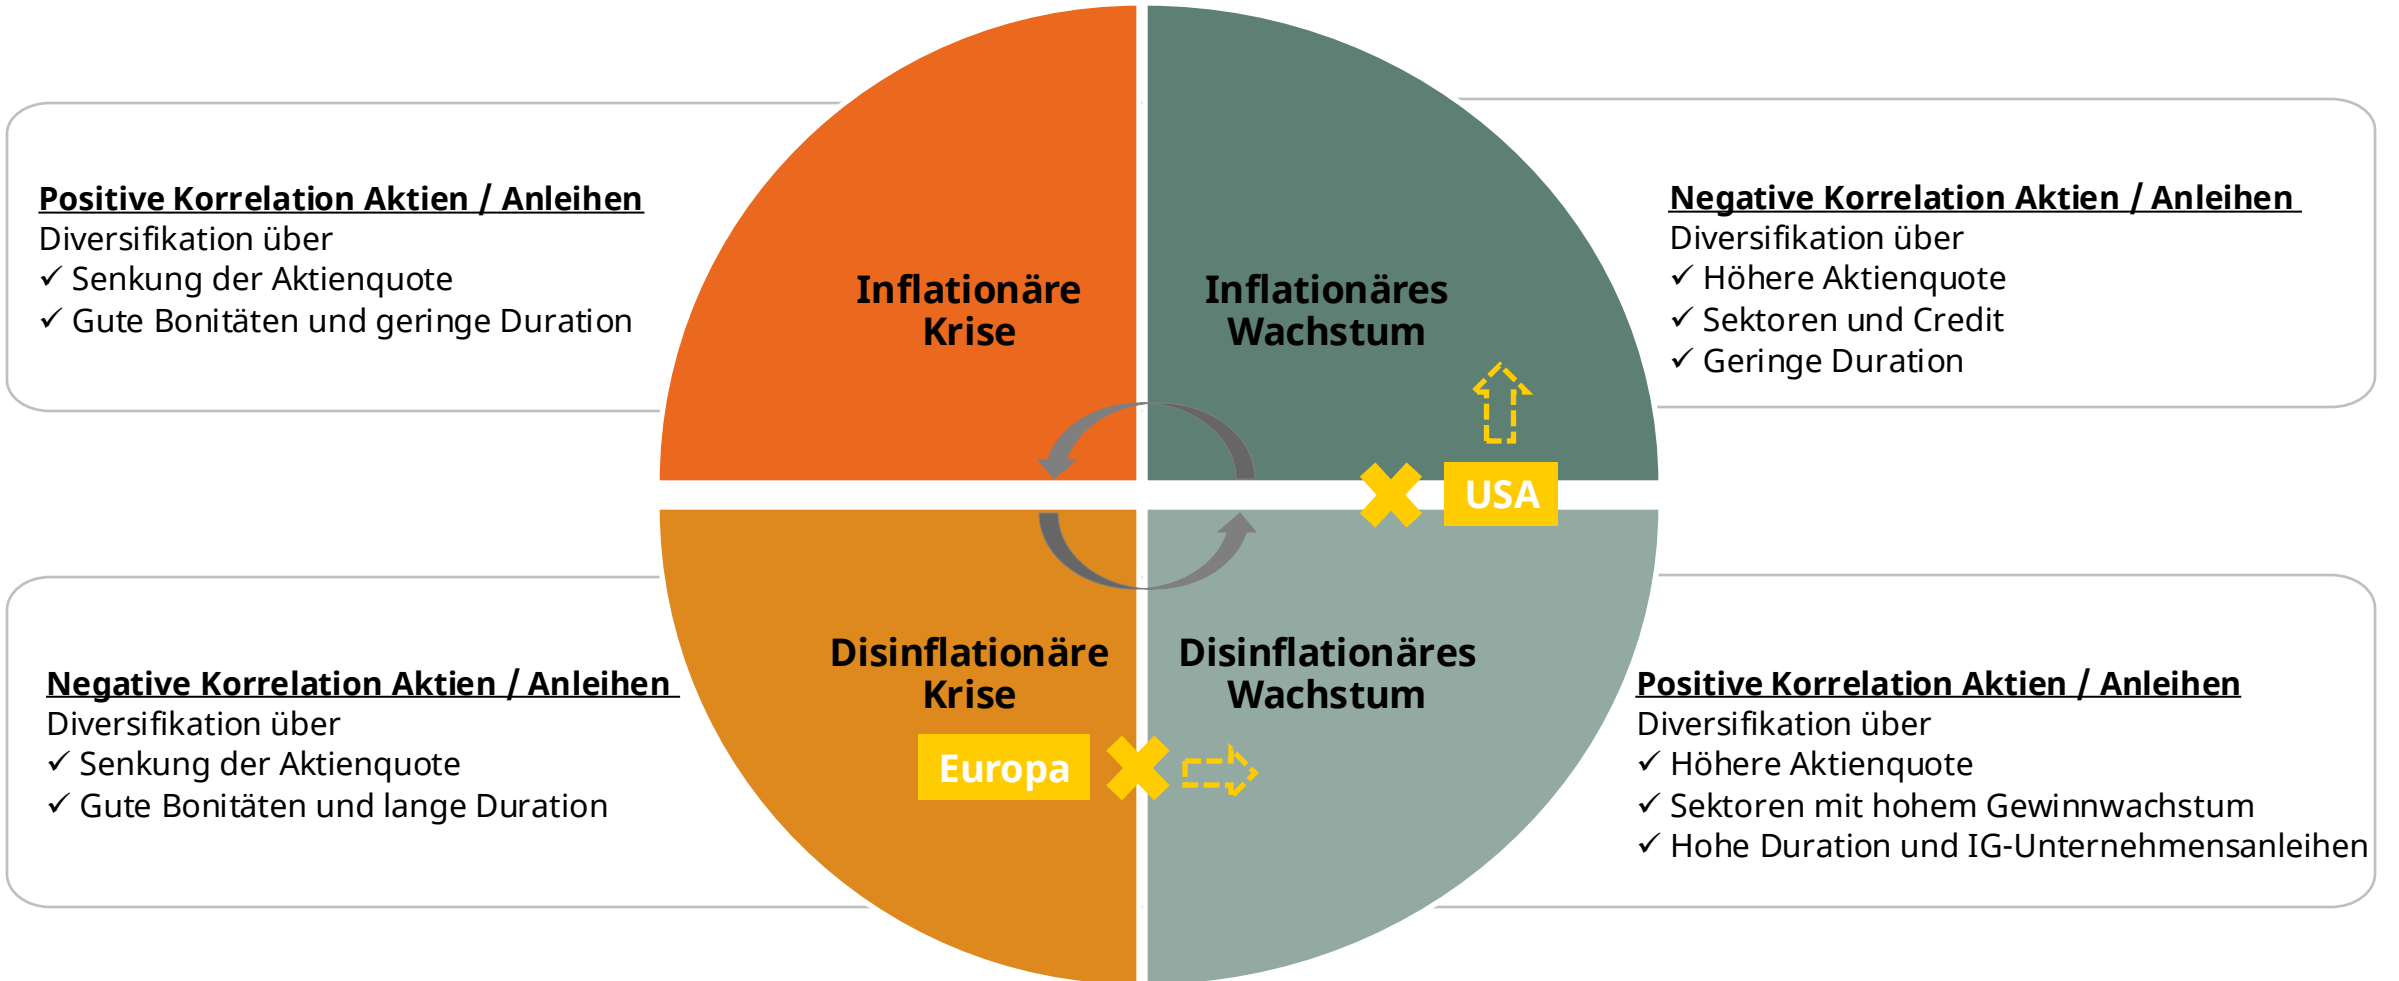 Positive Korrelation Aktien / Anleihen
Diversifikation über
✓ Senkung der Aktienquote
✓ Gute Bonitäten und geringe Duration
Inflationäre
Krise
Inflationäres
Wachstum
Negative Korrelation Aktien / Anleihen
Diversifikation über
✓ Höhere Aktienquote
✓ Sektoren und Credit
✓ Geringe Duration
USA
Negative Korrelation Aktien / Anleihen
Diversifikation über
✓ Senkung der Aktienquote
✓ Gute Bonitäten und lange Duration
Disinflationäre
Krise
Europa
Disinflationäres
Wachstum
Positive Korrelation Aktien / Anleihen
Diversifikation über
✓ Höhere Aktienquote
✓ Sektoren mit hohem Gewinnwachstum
✓ Hohe Duration und IG-Unternehmensanleihen